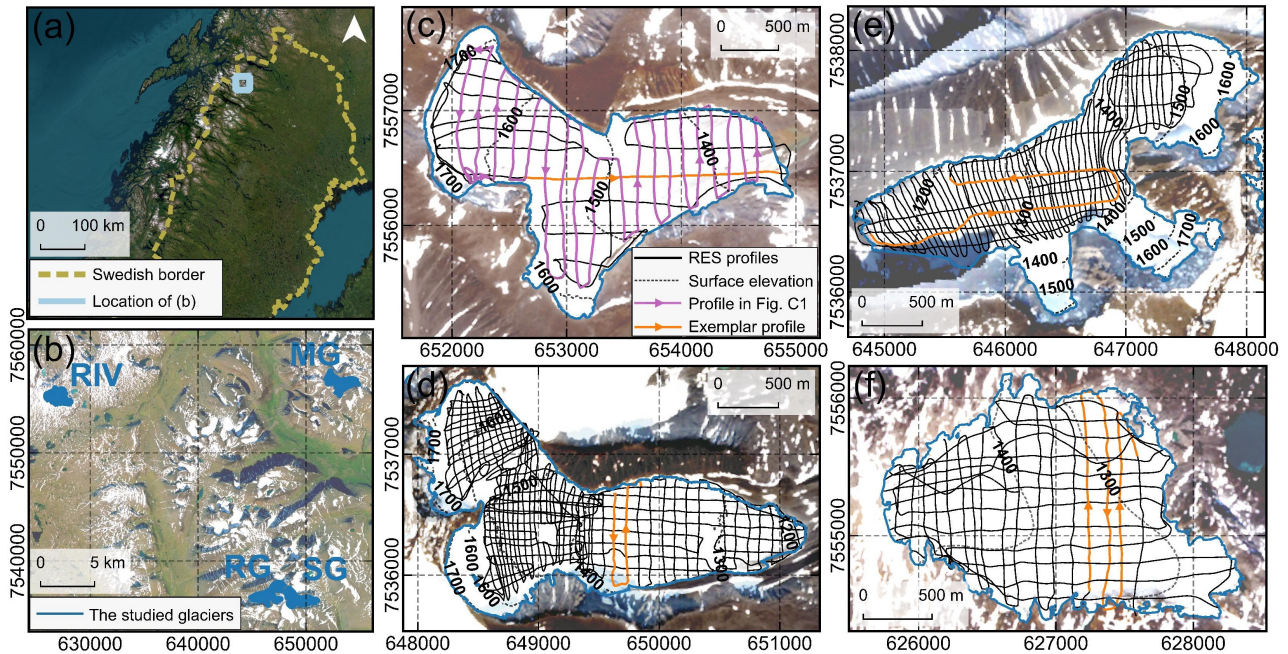 (a)
0 100 km
Swedish border
Location of (b)
(b)
RIV
MG
RG
SG
0 5 km
The studied glaciers
7560000
7550000
7540000
630000 640000 650000
(c)
0 500 m
1700
1600
1400
1700
1500
1600
RES profiles
Surface elevation
Profile in Fig. C1
Exemplar profile
7557000
7556000
652000 653000 654000 655000
(d)
0 500 m
1700
1600
1700
1500
1600
1700
1600
1400
1300
1200
7537000
7536000
648000 649000 650000 651000
(e)
1600
1500
1400
1600
1200
1300
1400
1500
1700
1600
1400
1500
0 500 m
7538000
7537000
7536000
645000 646000 647000 648000
(f)
1400
1300
0 500 m
7556000
7555000
626000 627000 628000